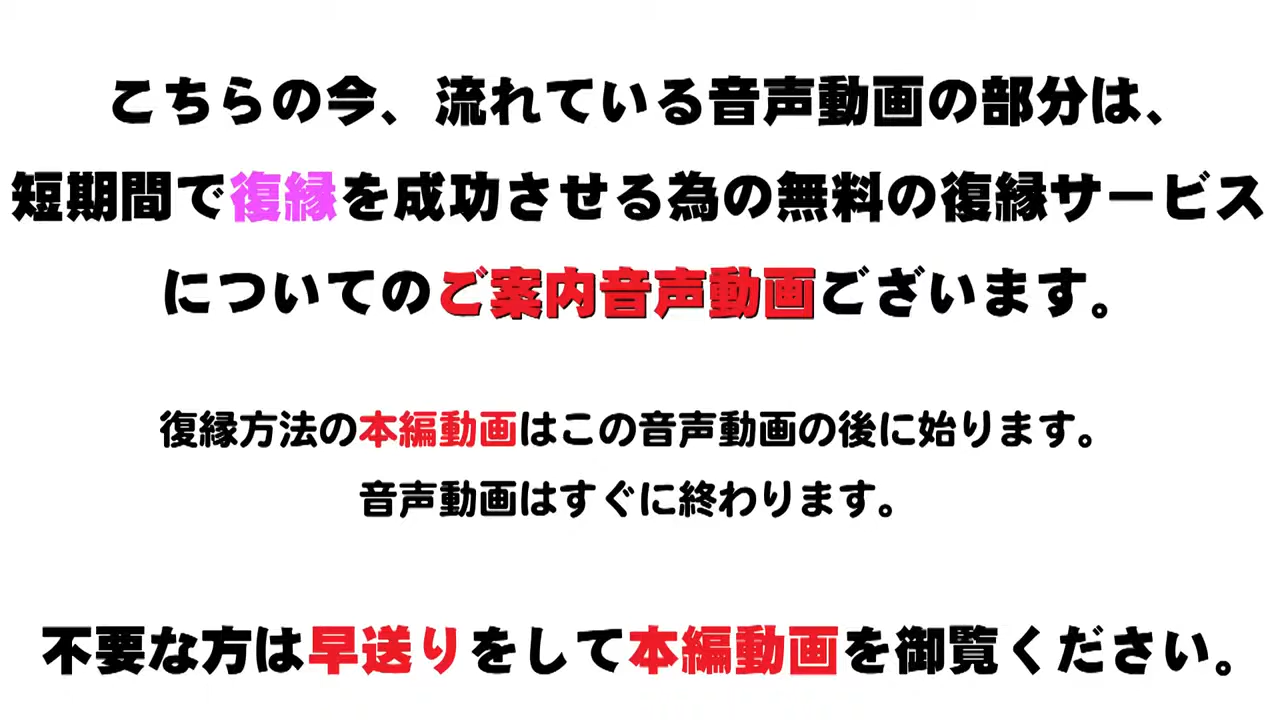 こちらの今、流れている音声動画の部分は、
短期間で復縁を成功させる為の無料の復縁サービス
についてのご案内音声動画ございます。
復縁方法の本編動画はこの音声動画の後に始ります。
音声動画はすぐに終わります。
不要な方は早送りをして本編動画を御覧ください。